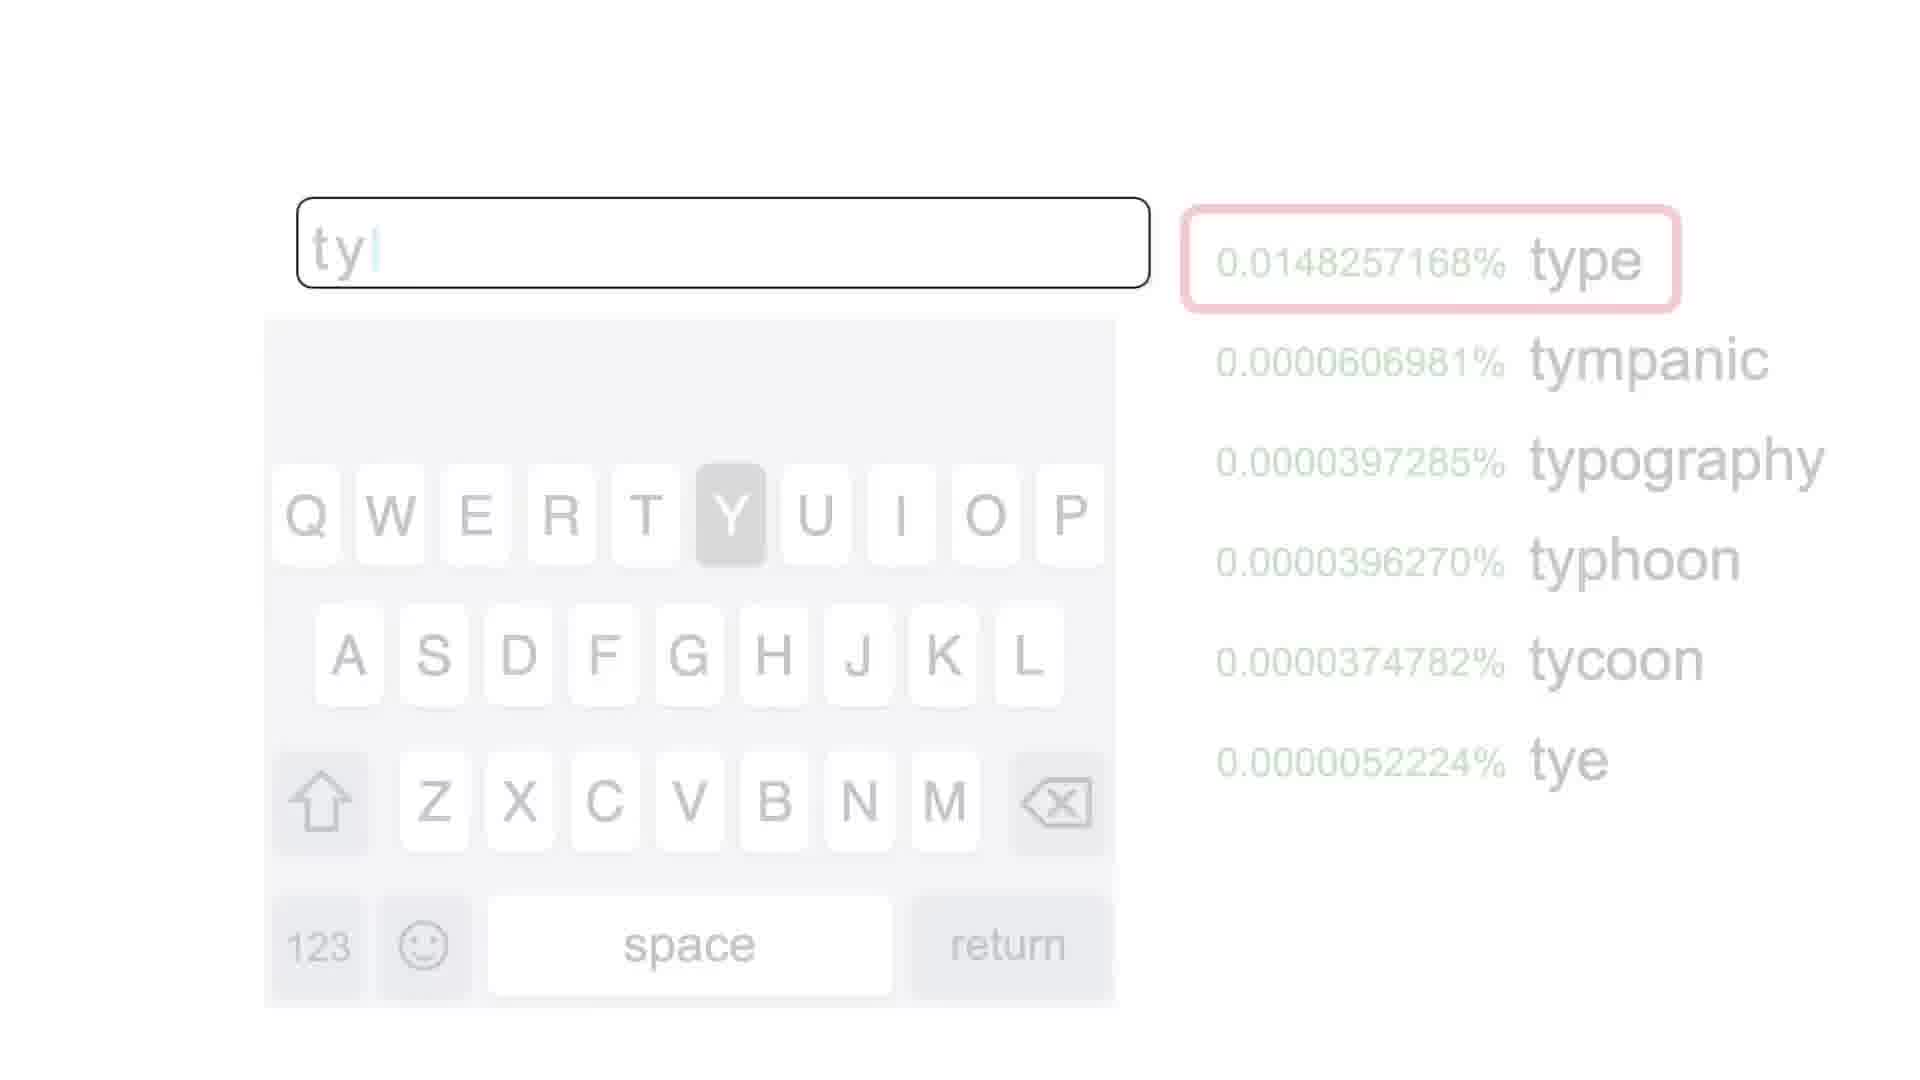 ty
0.0148257168% type
0.0000606981% tympanic
0.0000397285% typography
0.0000396270% typhoon
0.0000374782% tycoon
0.0000052224% tye
Q W E R T Y U I O P
A S D F G H J K L
Z X C V B N M
123 space return